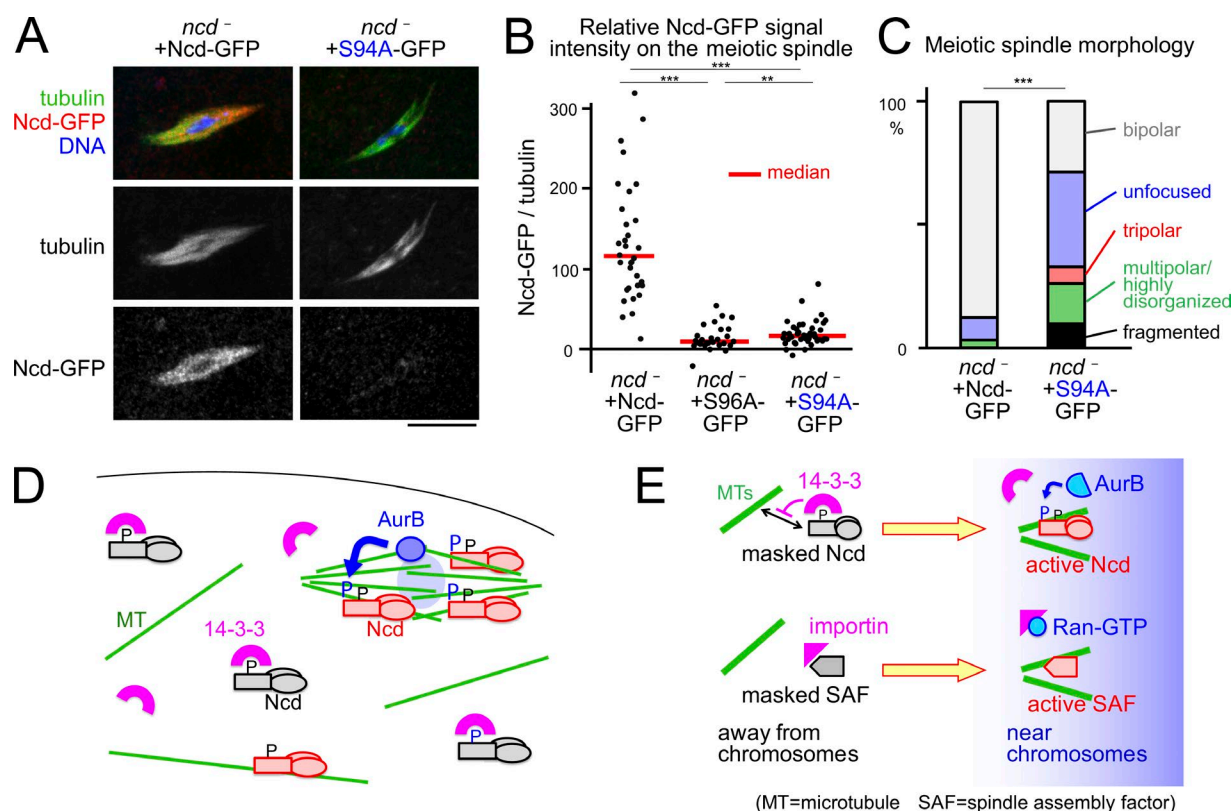 A
ncd -
+Ncd-GFP
ncd -
+S94A-GFP
tubulin
Ncd-GFP
DNA
tubulin
Ncd-GFP
B
Relative Ncd-GFP signal
intensity on the meiotic spindle
***
***
**
Ncd-GFP / tubulin
300
200
100
0
median
ncd -
+Ncd-
GFP
ncd -
+S96A-
GFP
ncd -
+S94A-
GFP
C
Meiotic spindle morphology
***
100
%
0
bipolar
unfocused
tripolar
multipolar/
highly
disorganized
fragmented
ncd -
+Ncd-
GFP
ncd -
+S94A-
GFP
D
P
AurB
P
P
P
P
P
P
P
Ncd
MT
14-3-3
P
Ncd
P
P
E
MTs
14-3-3
P
masked Ncd
AurB
P
P
active Ncd
importin
masked SAF
Ran-GTP
active SAF
away from
chromosomes
near
chromosomes
(MT=microtubule SAF=spindle assembly factor)